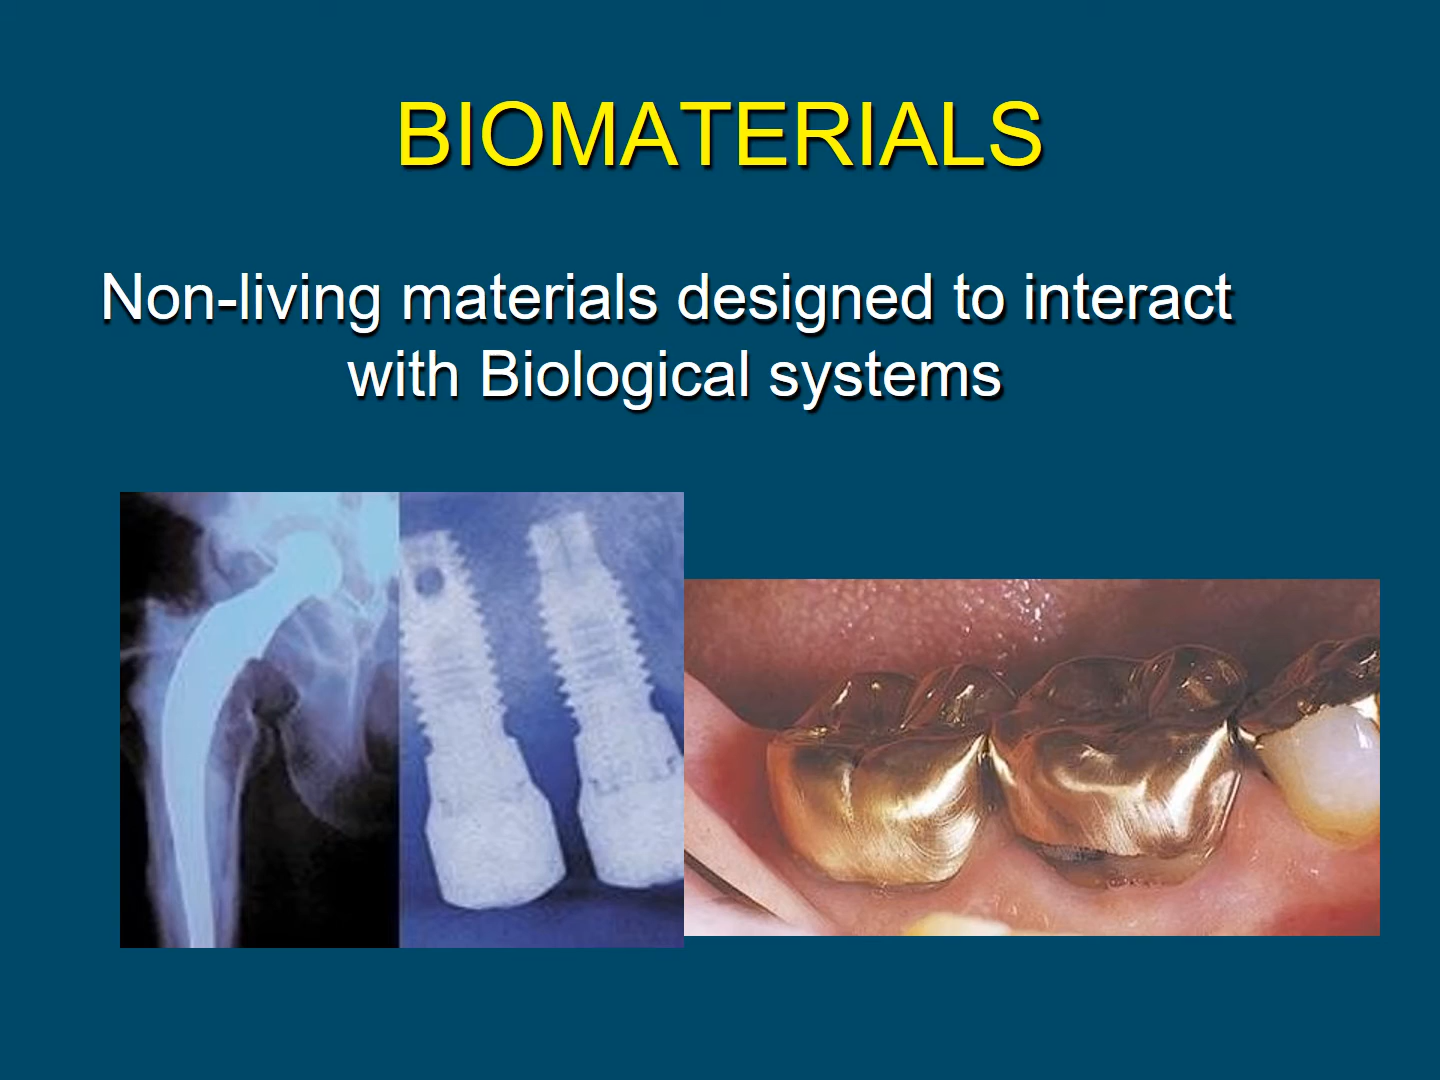 BIOMATERIALS
Non-living materials designed to interact
with Biological systems